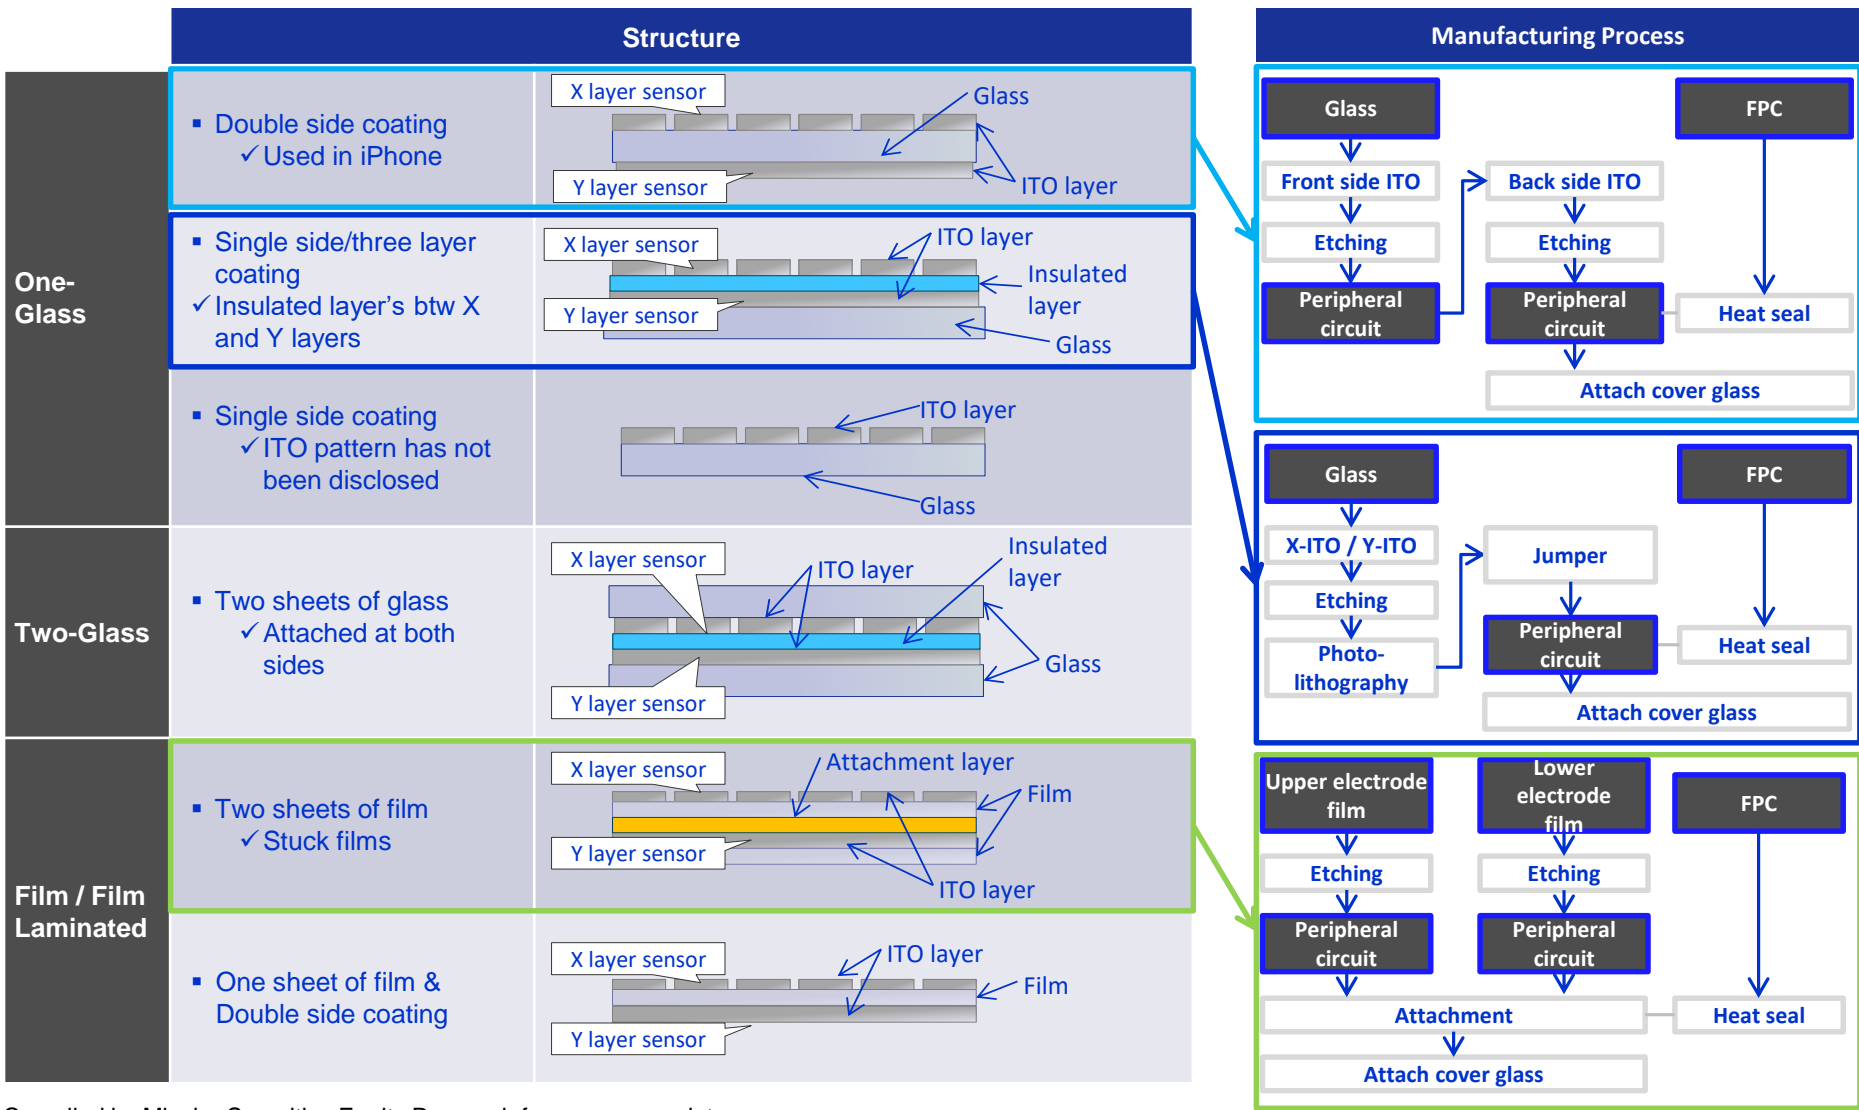 Structure
Manufacturing Process
One-
Glass
▪ Double side coating
✓ Used in iPhone
X layer sensor
Glass
Y layer sensor
ITO layer
▪ Single side/three layer
coating
✓ Insulated layer's btw X
and Y layers
X layer sensor
ITO layer
Insulated
layer
Y layer sensor
Glass
▪ Single side coating
✓ ITO pattern has not
been disclosed
ITO layer
Glass
Two-Glass
▪ Two sheets of glass
✓ Attached at both
sides
X layer sensor
ITO layer
Insulated
layer
Glass
Y layer sensor
Film / Film
Laminated
▪ Two sheets of film
✓ Stuck films
X layer sensor
Attachment layer
Film
Y layer sensor
ITO layer
▪ One sheet of film &
Double side coating
X layer sensor
ITO layer
Film
Y layer sensor
Glass
FPC
Front side ITO
Back side ITO
Etching
Etching
Peripheral
circuit
Peripheral
circuit
Heat seal
Attach cover glass
Glass
FPC
X-ITO / Y-ITO
Jumper
Etching
Photo-
lithography
Peripheral
circuit
Heat seal
Attach cover glass
Upper electrode
film
Lower
electrode
film
FPC
Etching
Etching
Peripheral
circuit
Peripheral
circuit
Attachment
Heat seal
Attach cover glass